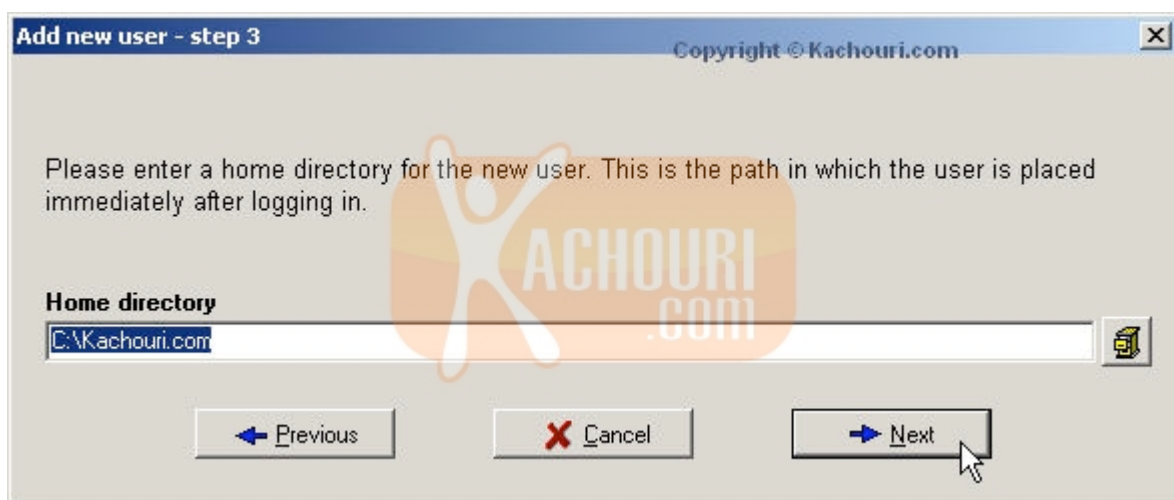 Add new user - step 3
Copyright © Kachouri.com
Please enter a home directory for the new user. This is the path in which the user is placed
immediately after logging in.
KACHOURI
.com
Home directory
C:\Kachouri.com
Previous
Cancel
Next